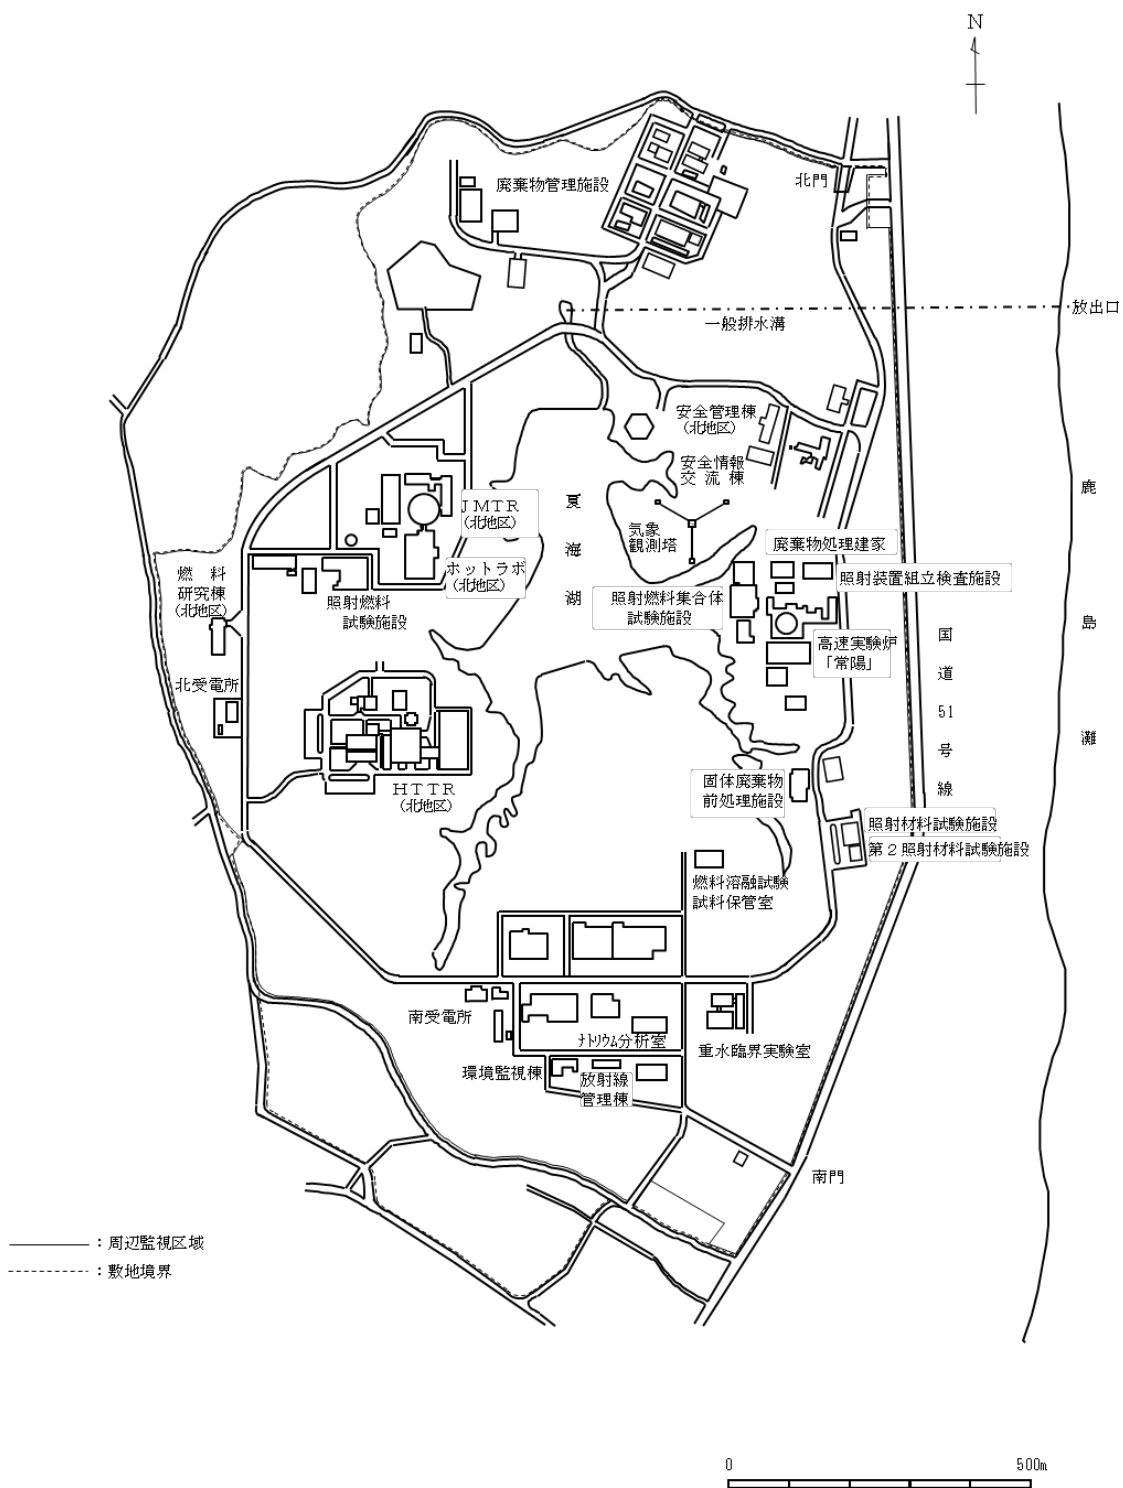 N
北門
廃棄物管理施設
放出口
一般排水溝
安全管理棟
(北地区)
安全情報
交流棟
鹿
島
灘
夏
海
湖
JMTR
(北地区)
気象
観測塔
廃棄物処理建家
ホットラボ
(北地区)
照射装置組立検査施設
燃料
研究棟
(北地区)
照射燃料
試験施設
照射燃料集合体
試験施設
高速実験炉
「常陽」
国
道
51
号
線
北受電所
HTTR
(北地区)
固体廃棄物
前処理施設
照射材料試験施設
第2照射材料試験施設
燃料溶融試験
試料保管室
南受電所
ナトリウム分析室
重水臨界実験室
環境監視棟
放射線
管理棟
南門
:周辺監視区域
:敷地境界
0 500m